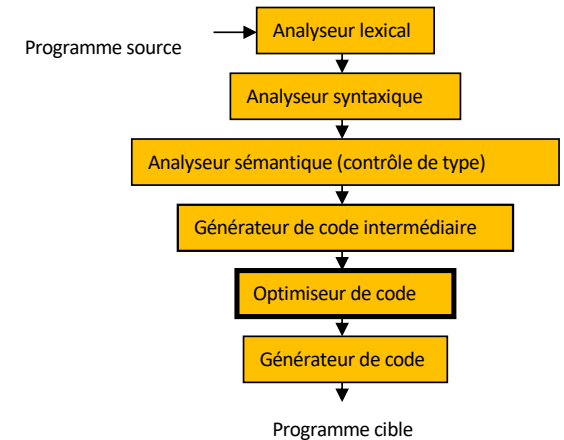 Programme source
Analyseur lexical
Analyseur syntaxique
Analyseur sémantique (contrôle de type)
Générateur de code intermédiaire
Optimiseur de code
Générateur de code
Programme cible